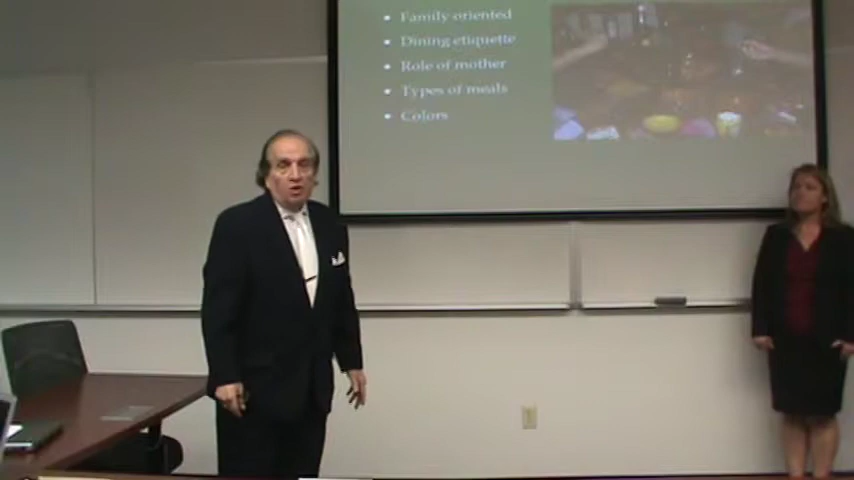 Family-oriented
Dining etiquette
Role of mother
Types of meals
Colors